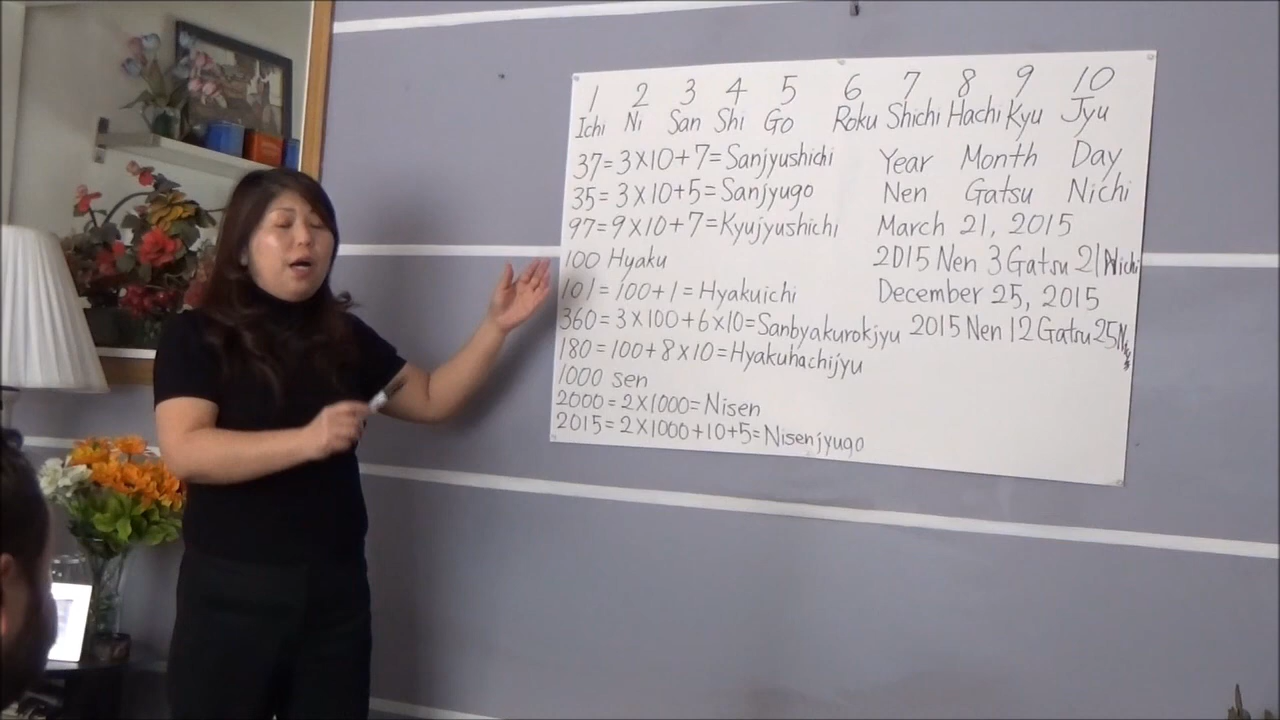 1 2 3 4 5 6 7 8 9 10
Ichi Ni San Shi Go Roku Shichi Hachi Kyu Jyu
37=3×10+7=Sanjyushichi
35=3×10+5=Sanjyugo
97=9×10+7=Kyujyushichi
100 Hyaku
101=100+1=Hyakuichi
360=3×100+6×10=Sanbyakurokjyu
180=100+8×10=Hyakuhachijyu
1000 sen
2000=2×1000=Nisen
2015=2×1000+10+5=Nisenjyugo
Year Month Day
Nen Gatsu Nichi
March 21, 2015
2015 Nen 3 Gatsu 21 Nichi
December 25, 2015
2015 Nen 12 Gatsu 25